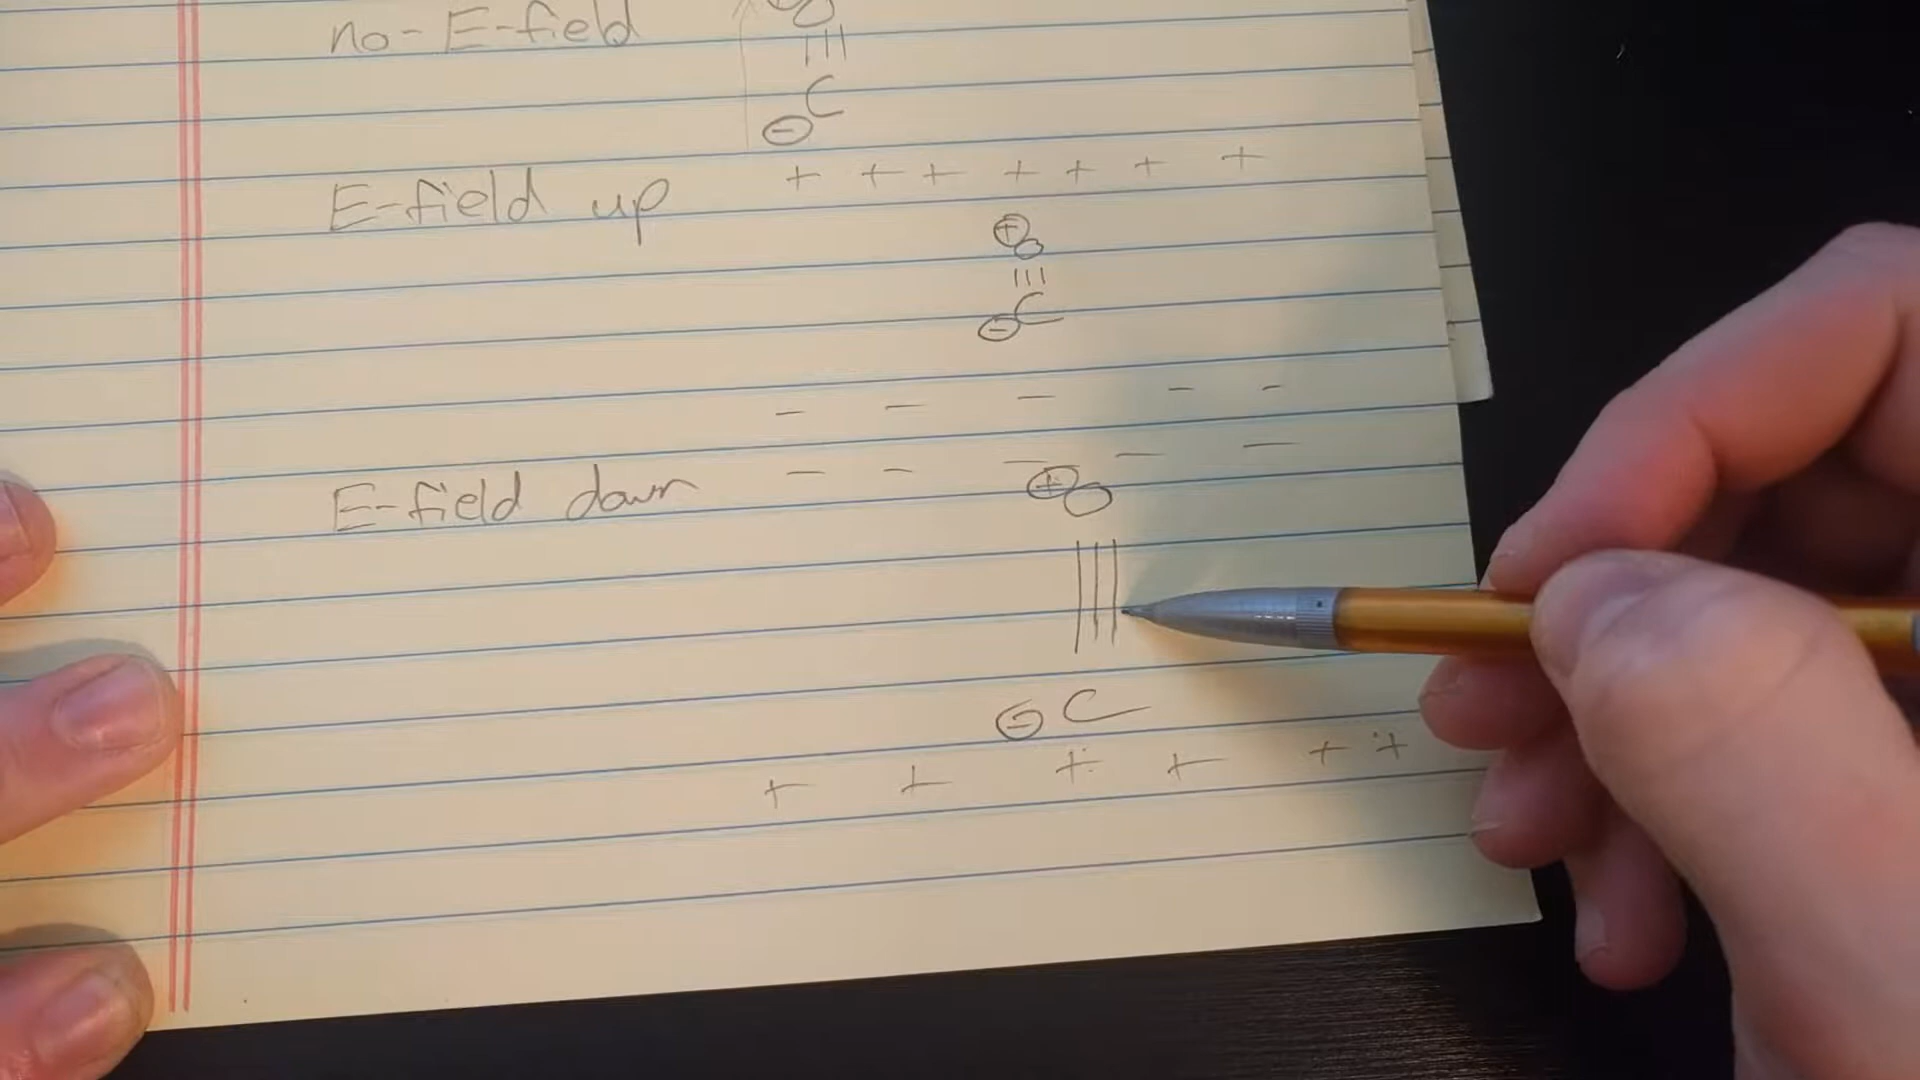 no-E-field
C
⊖
+ + + + + + +
E-field up
⊕
O
|||
C
⊖
− − − − −
− − − − −
E-field down
⊕ O
|||
⊖ C
+ + + + + +